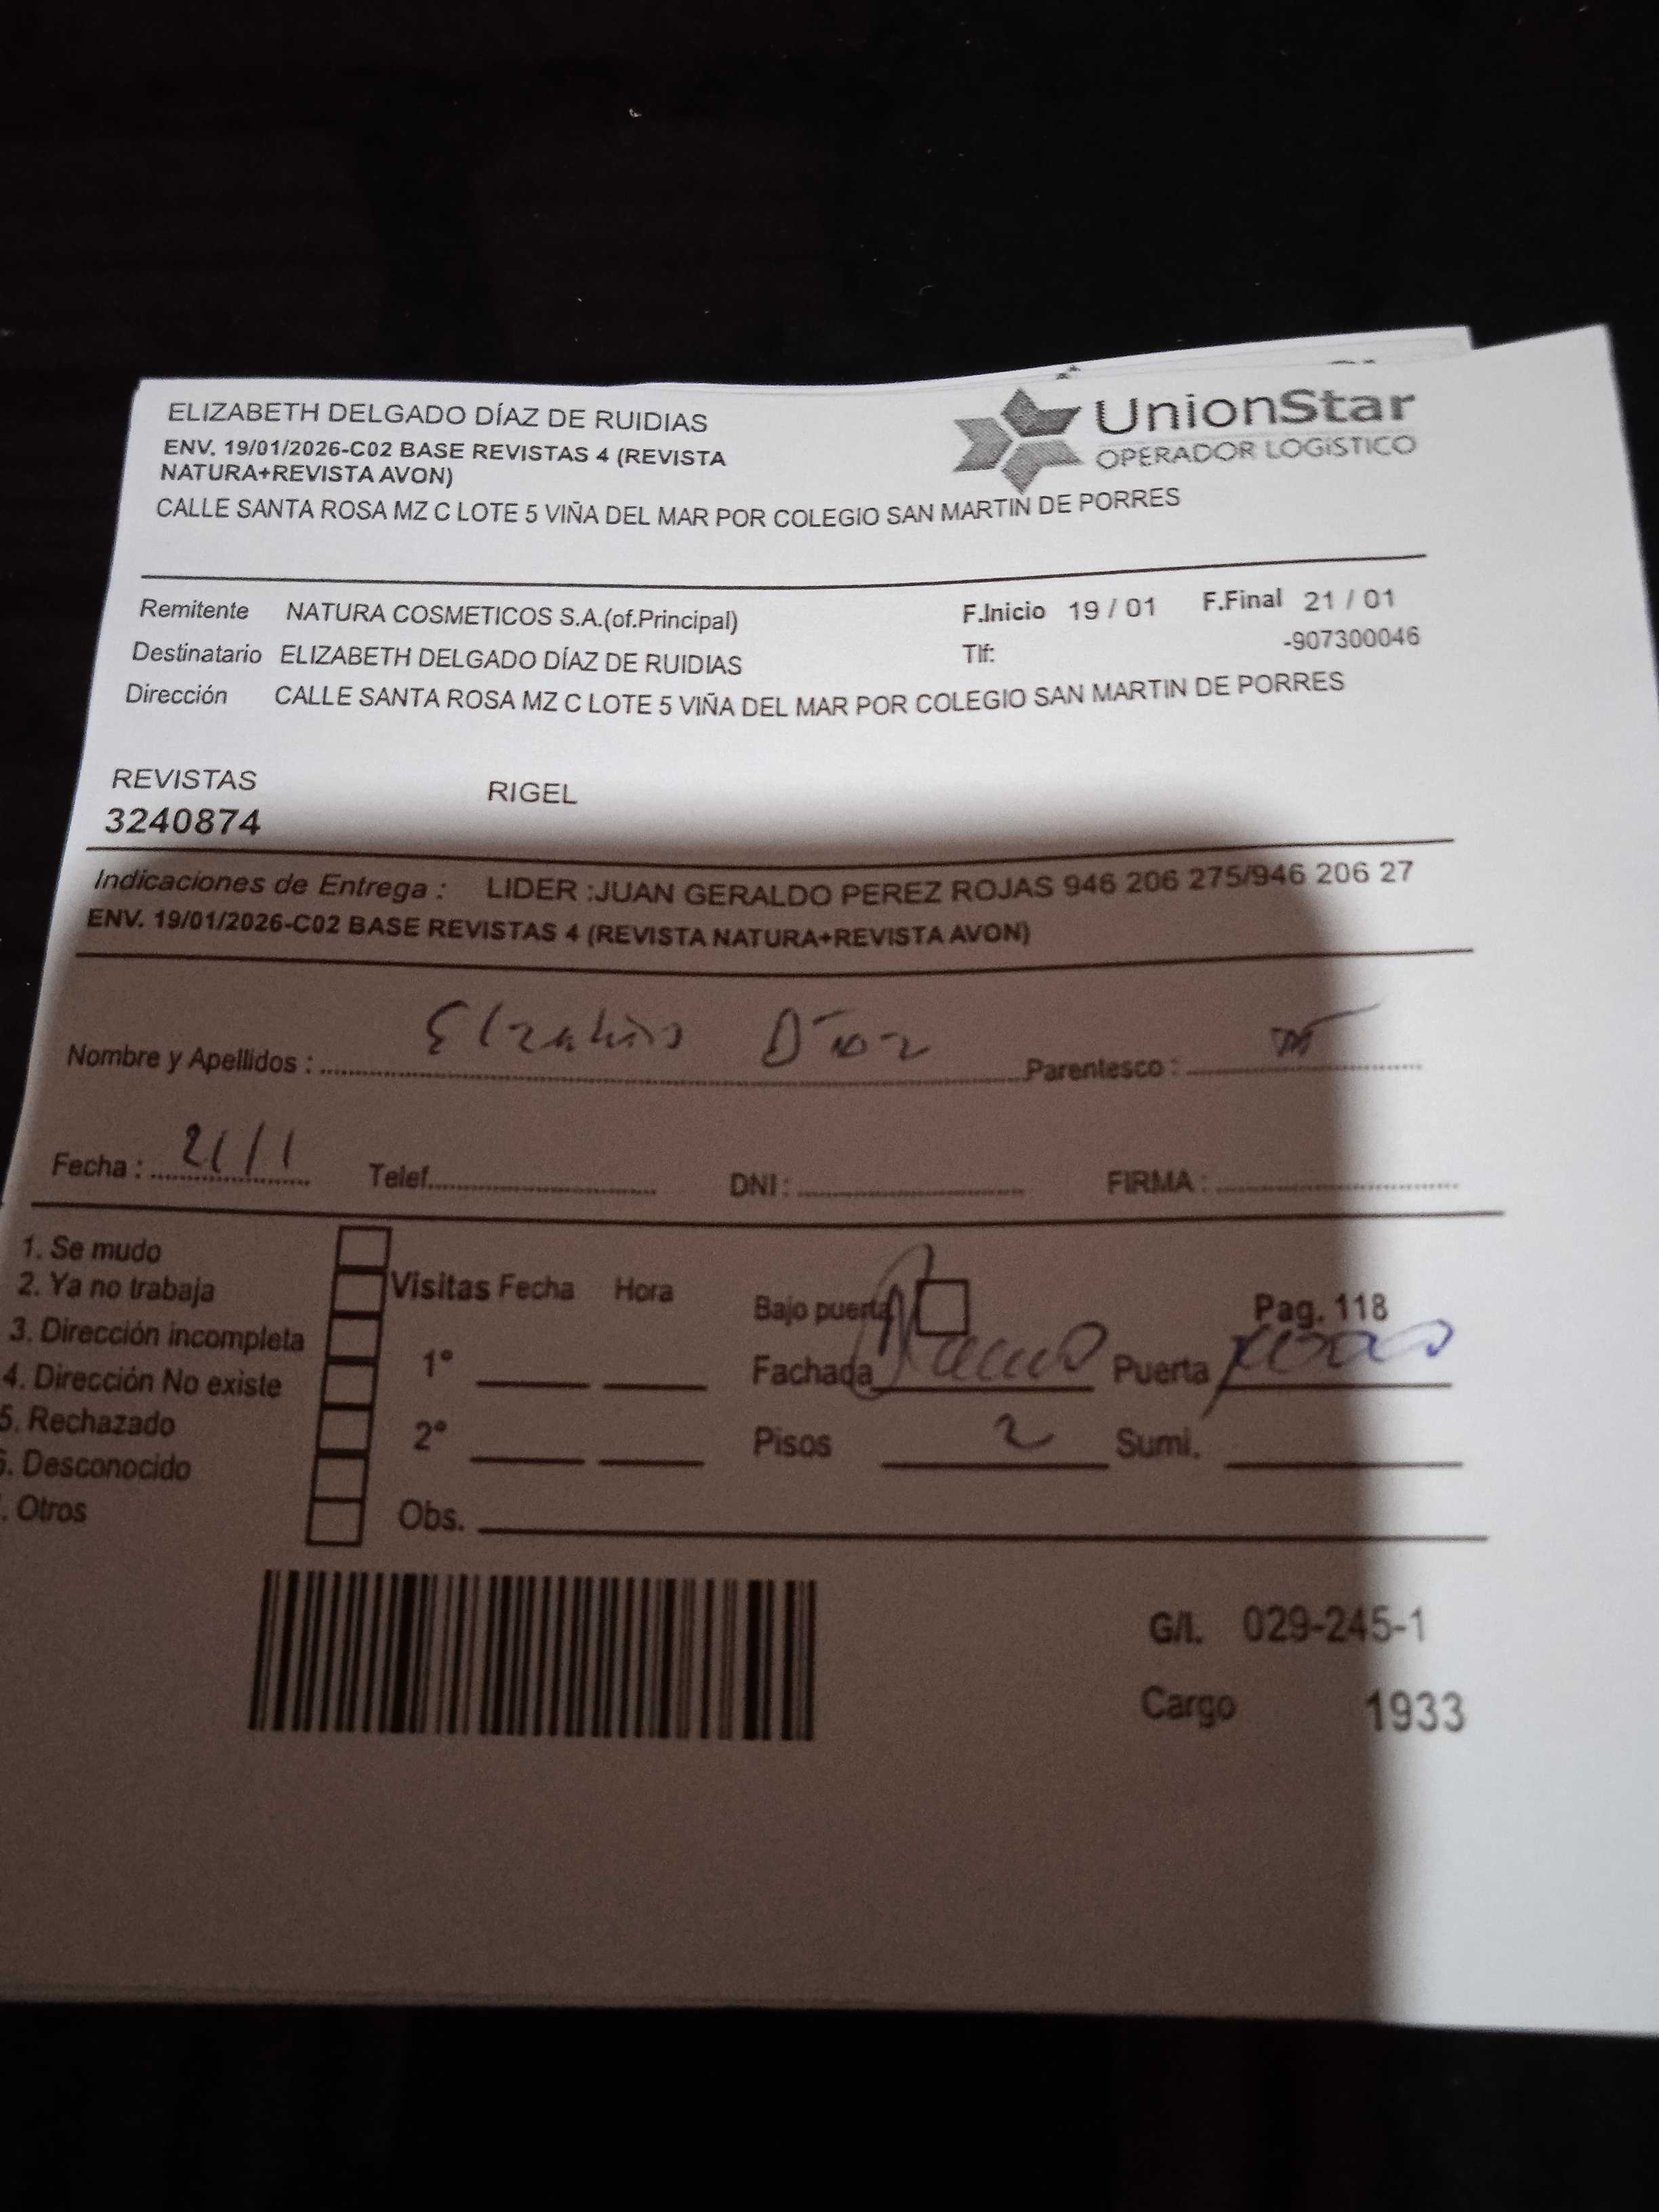 ELIZABETH DELGADO DÍAZ DE RUIDIAS
ENV. 19/01/2026-C02 BASE REVISTAS 4 (REVISTA
NATURA+REVISTA AVON)
CALLE SANTA ROSA MZ C LOTE 5 VIÑA DEL MAR POR COLEGIO SAN MARTIN DE PORRES
UnionStar
OPERADOR LOGÍSTICO
Remitente NATURA COSMETICOS S.A.(of.Principal) F.Inicio 19 / 01 F.Final 21 / 01
Destinatario ELIZABETH DELGADO DÍAZ DE RUIDIAS Tlf: -907300046
Dirección CALLE SANTA ROSA MZ C LOTE 5 VIÑA DEL MAR POR COLEGIO SAN MARTIN DE PORRES
REVISTAS RIGEL
3240874
Indicaciones de Entrega : LIDER :JUAN GERALDO PEREZ ROJAS 946 206 275/946 206 27
ENV. 19/01/2026-C02 BASE REVISTAS 4 (REVISTA NATURA+REVISTA AVON)
Nombre y Apellidos : Díaz Parentesco :
Fecha : 21/1 Telef. DNI : FIRMA :
1. Se mudo
2. Ya no trabaja
3. Dirección incompleta
4. Dirección No existe
5. Rechazado
6. Desconocido
. Otros
Visitas Fecha Hora
1°
2°
Obs.
Bajo puerta Pag. 118
Fachada Puerta
Pisos 2 Sumi.
G/I. 029-245-1
Cargo 1933